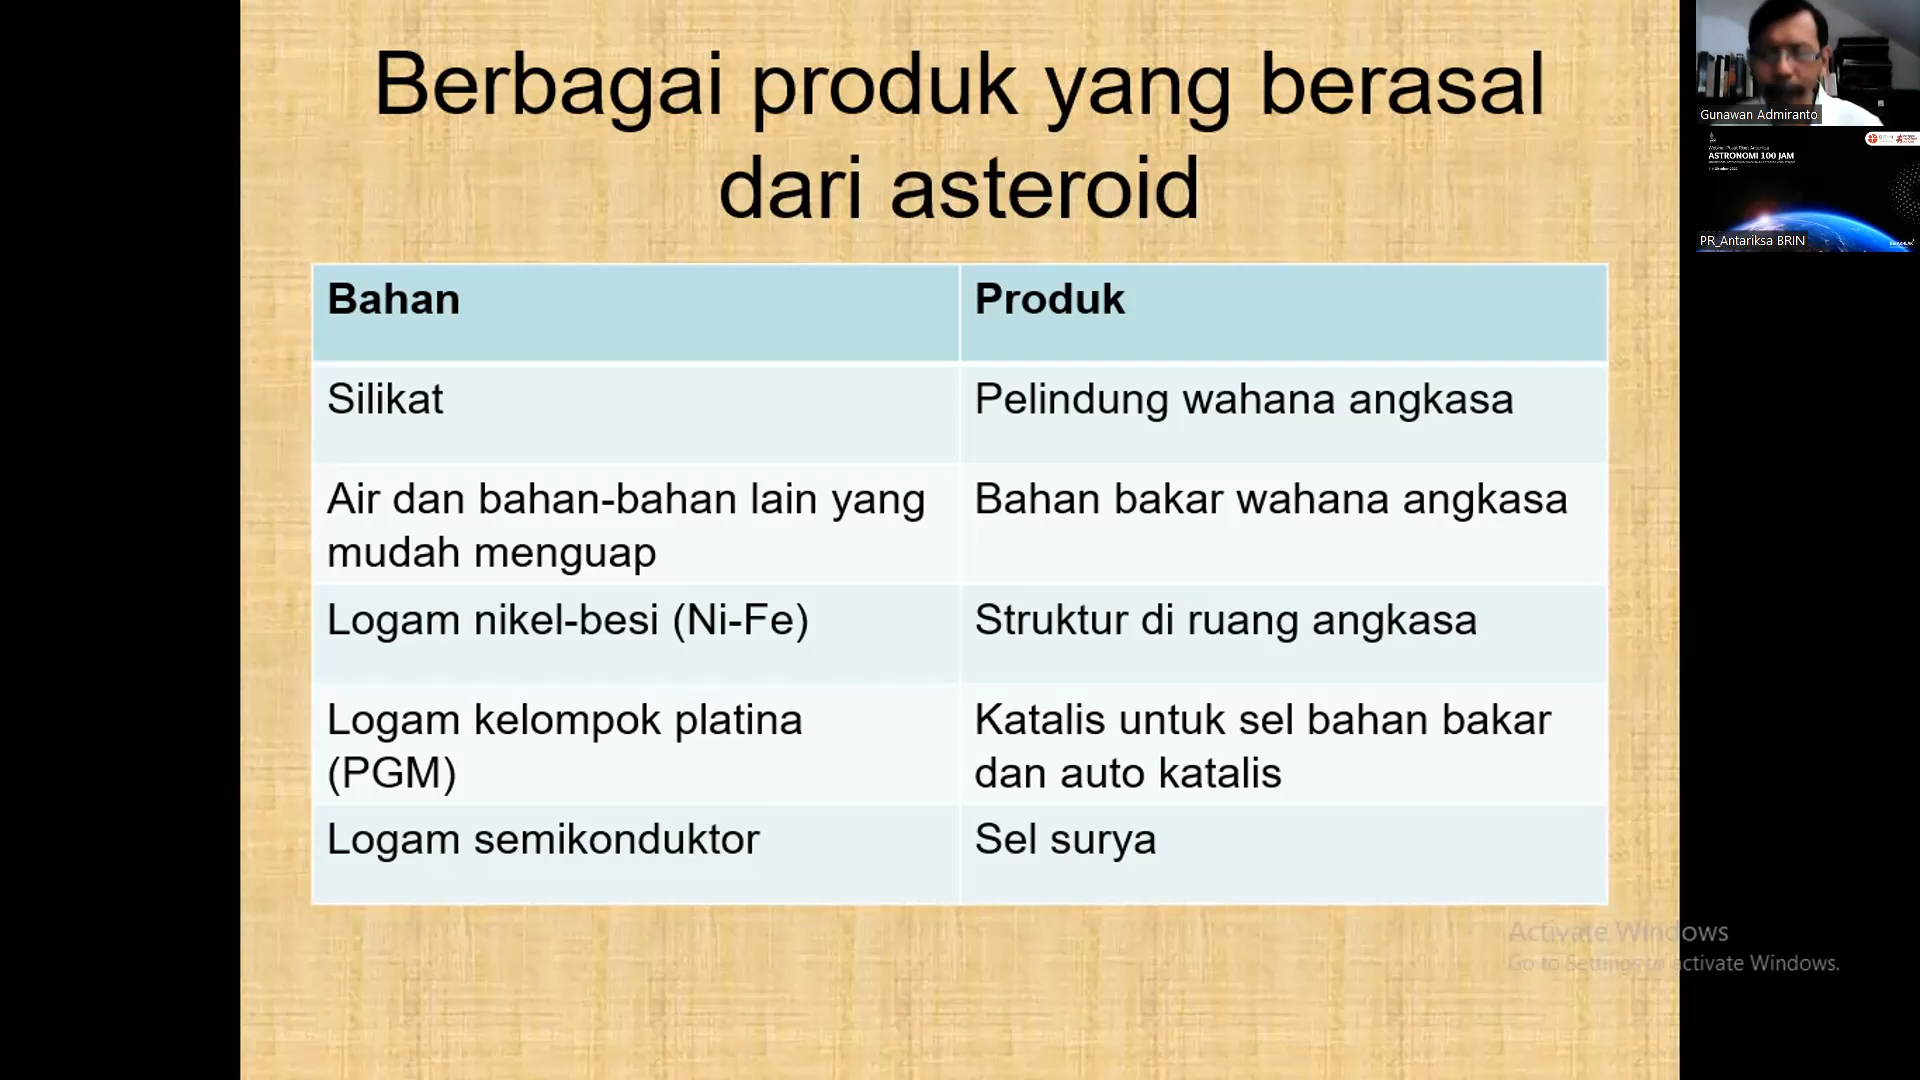 Berbagai produk yang berasal
dari asteroid
Bahan
Produk
Silikat
Pelindung wahana angkasa
Air dan bahan-bahan lain yang
mudah menguap
Bahan bakar wahana angkasa
Logam nikel-besi (Ni-Fe)
Struktur di ruang angkasa
Logam kelompok platina
(PGM)
Katalis untuk sel bahan bakar
dan auto katalis
Logam semikonduktor
Sel surya
Activate Windows
Go to Settings to activate Windows.
Gunawan Admiranto
ASTRONOMI 100 JAM
PR_Antariksa BRIN